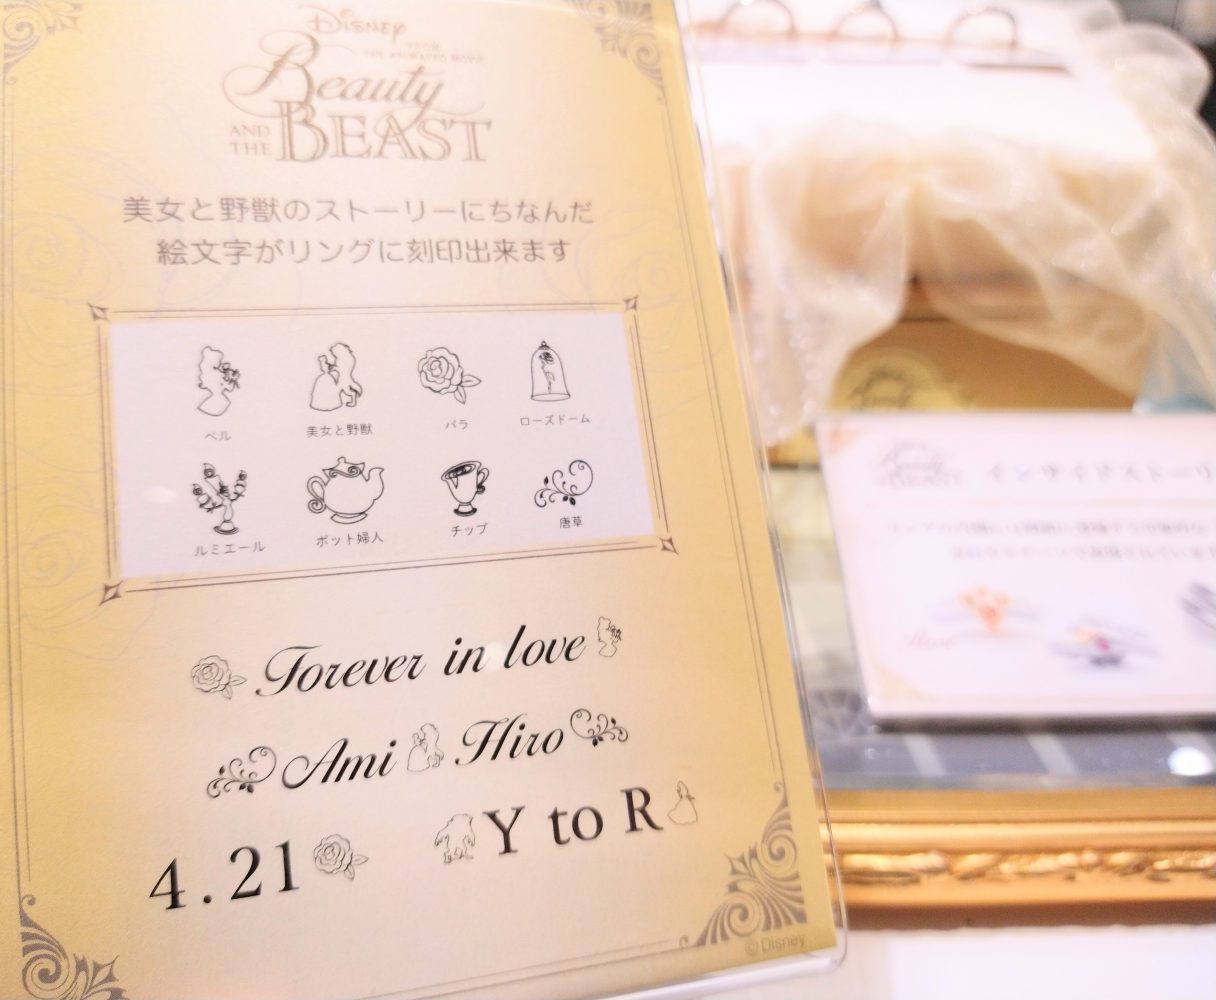 Disney
Beauty
FROM
THE ANIMATED MOVIE
AND THE BEAST
美女と野獣のストーリーにちなんだ
絵文字がリングに刻印出来ます
ベル 美女と野獣 バラ ローズドーム
ルミエール ポット婦人 チップ 唐草
Forever in love
Ami Hiro
4.21 Y to R
©Disney
インサイドストーリ